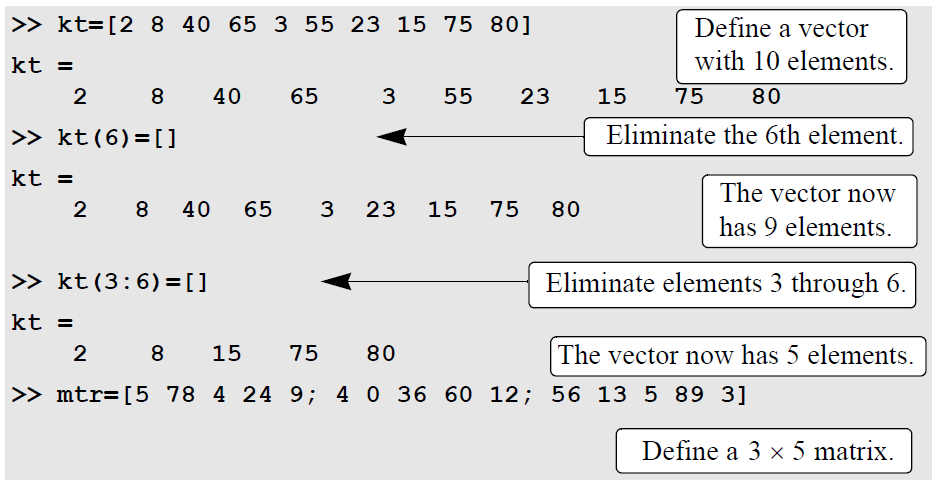 >> kt=[2 8 40 65 3 55 23 15 75 80]
Define a vector
with 10 elements.
kt =
2 8 40 65 3 55 23 15 75 80
>> kt(6)=[]
Eliminate the 6th element.
kt =
2 8 40 65 3 23 15 75 80
The vector now
has 9 elements.
>> kt(3:6)=[]
Eliminate elements 3 through 6.
kt =
2 8 15 75 80
The vector now has 5 elements.
>> mtr=[5 78 4 24 9; 4 0 36 60 12; 56 13 5 89 3]
Define a 3 × 5 matrix.